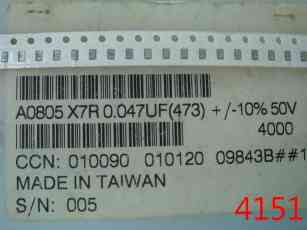 A0805 X7R 0.047UF(473) +/-10% 50V
4000
CCN: 010090 010120 09843B##1
MADE IN TAIWAN
S/N: 005
4151